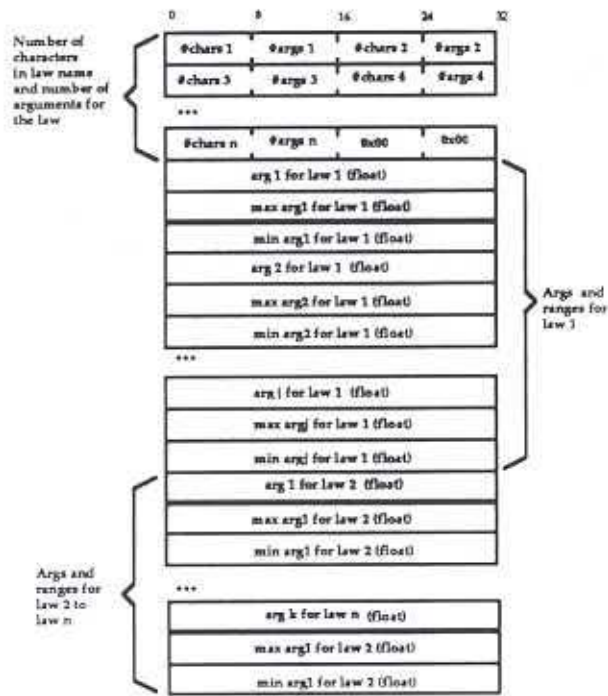 0 8 16 24 32
Number of
characters
in law name
and number of
arguments for
the law
#chars 1 #args 1 #chars 2 #args 2
#chars 3 #args 3 #chars 4 #args 4
•••
#chars n #args n 0x00 0x00
arg 1 for law 1 (float)
max arg1 for law 1 (float)
min arg1 for law 1 (float)
arg 2 for law 1 (float)
max arg2 for law 1 (float)
min arg2 for law 1 (float)
Args and
ranges for
law 1
•••
arg j for law 1 (float)
max argj for law 1 (float)
min argj for law 1 (float)
arg 1 for law 2 (float)
max arg1 for law 2 (float)
min arg1 for law 2 (float)
Args and
ranges for
law 2 to
law n
•••
arg k for law n (float)
max arg1 for law 2 (float)
min arg1 for law 2 (float)